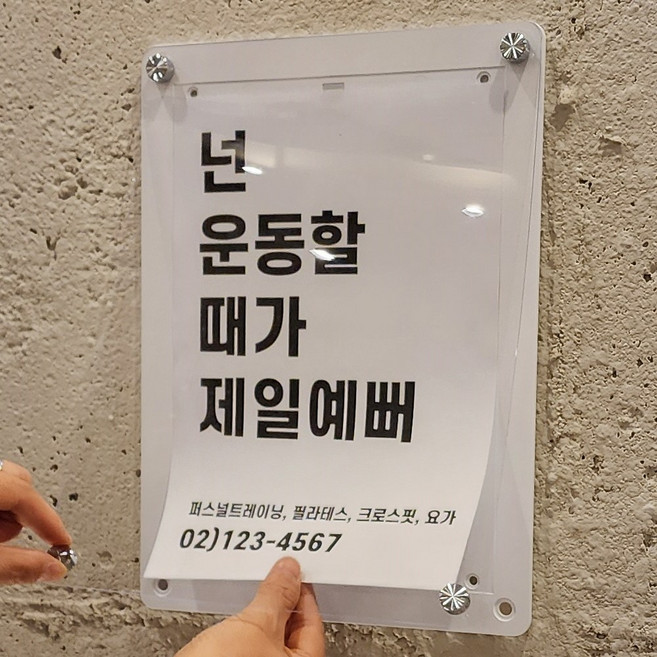 넌
운동할
때가
제일예뻐
퍼스널트레이닝, 필라테스, 크로스핏, 요가
02)123-4567